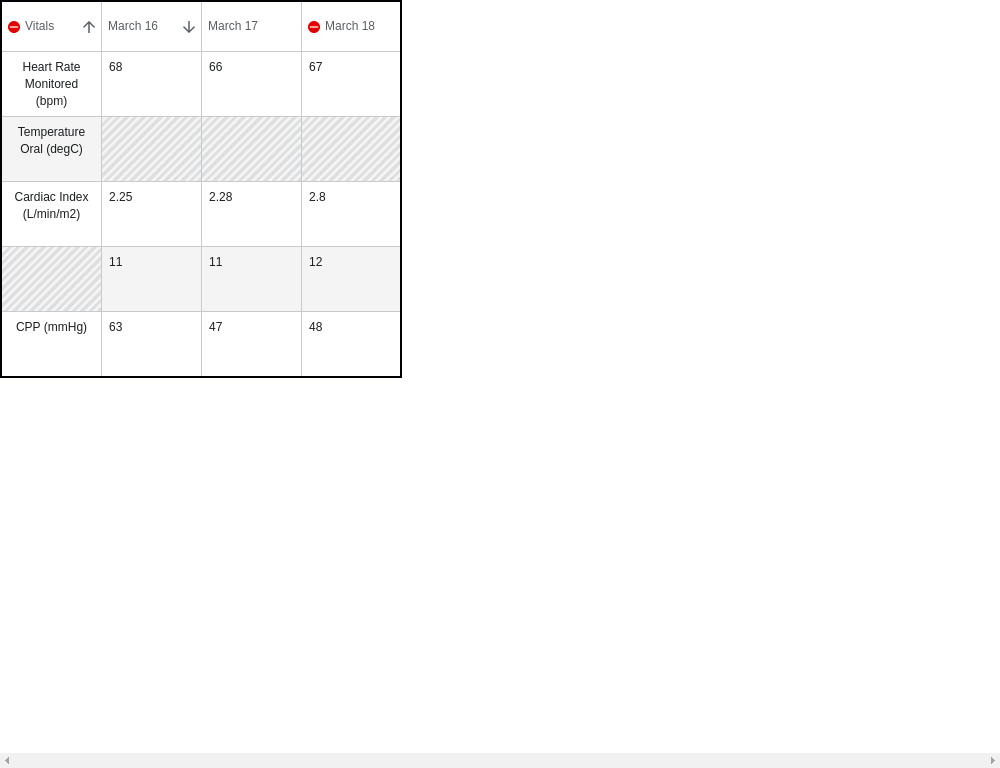 Vitals March 16 March 17 March 18
Heart Rate 68 66 67
Monitored
(bpm)
Temperature
Oral (degC)
Cardiac Index 2.25 2.28 2.8
(L/min/m2)
11 11 12
CPP (mmHg) 63 47 48